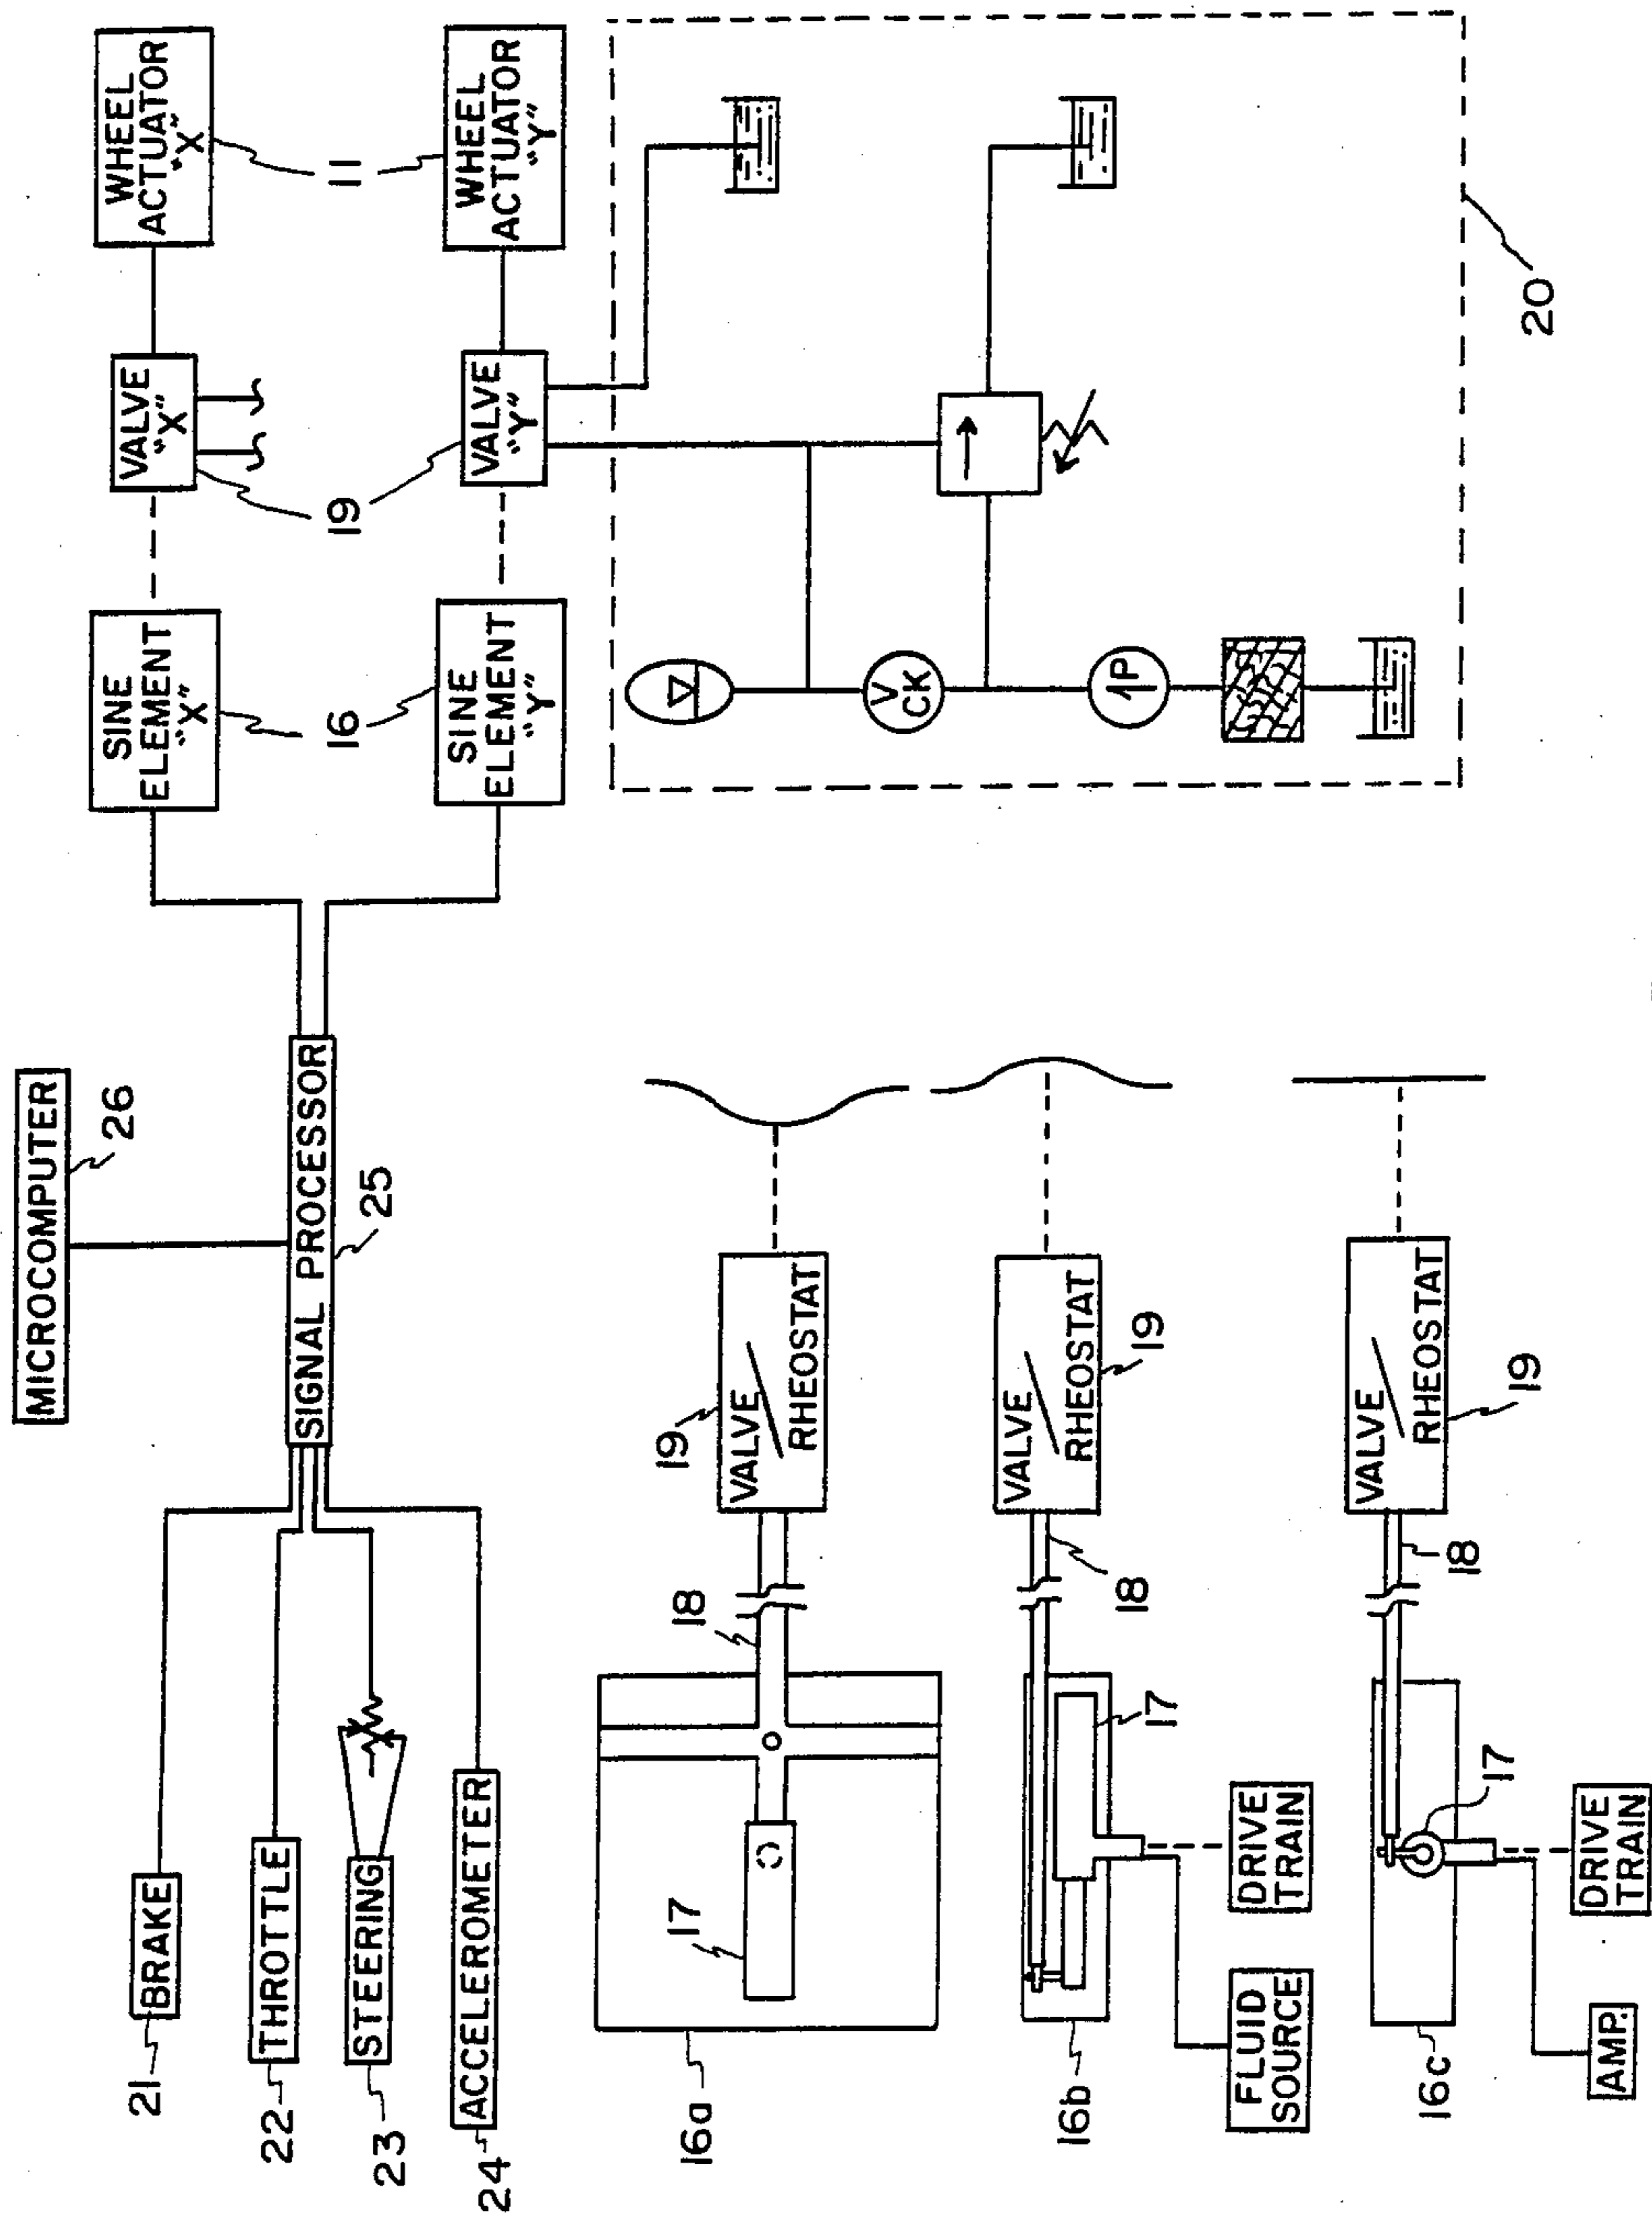 MICROCOMPUTER
26
21
BRAKE
22
THROTTLE
23
STEERING
24
ACCELEROMETER
SIGNAL PROCESSOR
25
SINE
ELEMENT
"X"
16
SINE
ELEMENT
"Y"
VALVE
"X"
19
VALVE
"Y"
WHEEL
ACTUATOR
"X"
11
WHEEL
ACTUATOR
"Y"
V
CK
P
20
16a
17
18
19
VALVE
RHEOSTAT
16b
17
18
VALVE
RHEOSTAT
19
FLUID
SOURCE
DRIVE
TRAIN
16c
17
18
VALVE
RHEOSTAT
19
AMP.
DRIVE
TRAIN